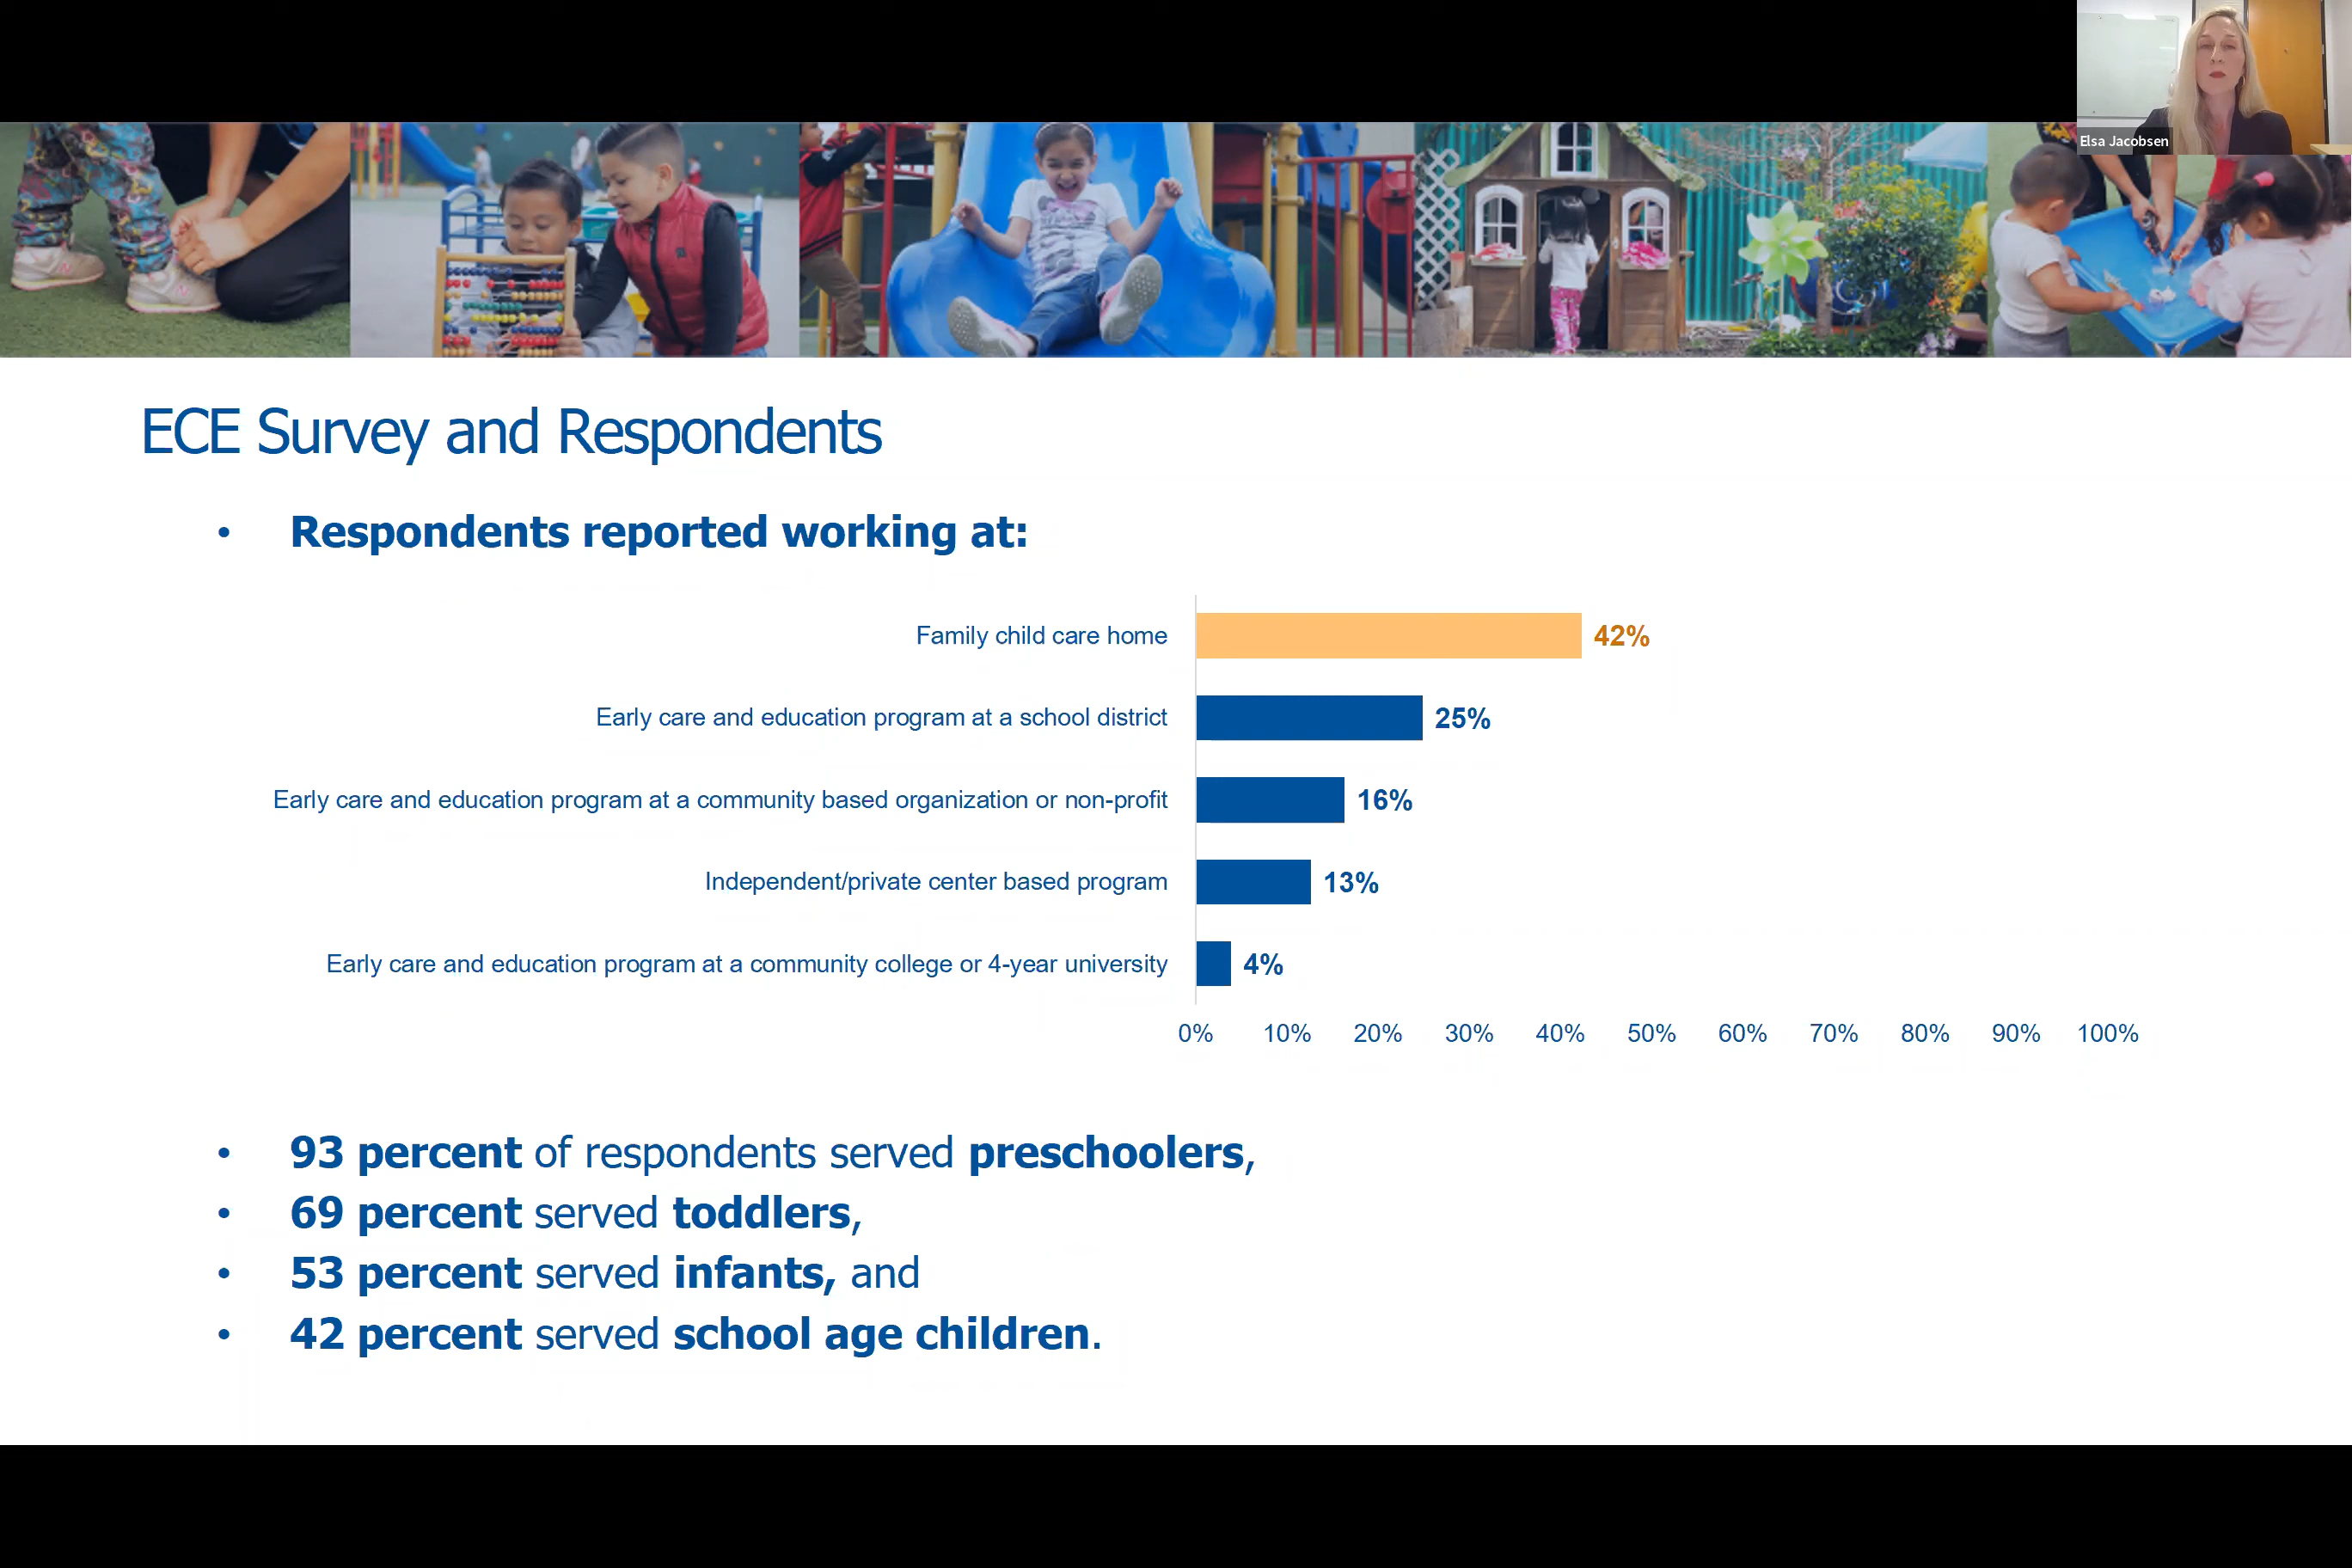 Elsa Jacobsen
ECE Survey and Respondents
• Respondents reported working at:
Family child care home 42%
Early care and education program at a school district 25%
Early care and education program at a community based organization or non-profit 16%
Independent/private center based program 13%
Early care and education program at a community college or 4-year university 4%
0% 10% 20% 30% 40% 50% 60% 70% 80% 90% 100%
• 93 percent of respondents served preschoolers,
• 69 percent served toddlers,
• 53 percent served infants, and
• 42 percent served school age children.